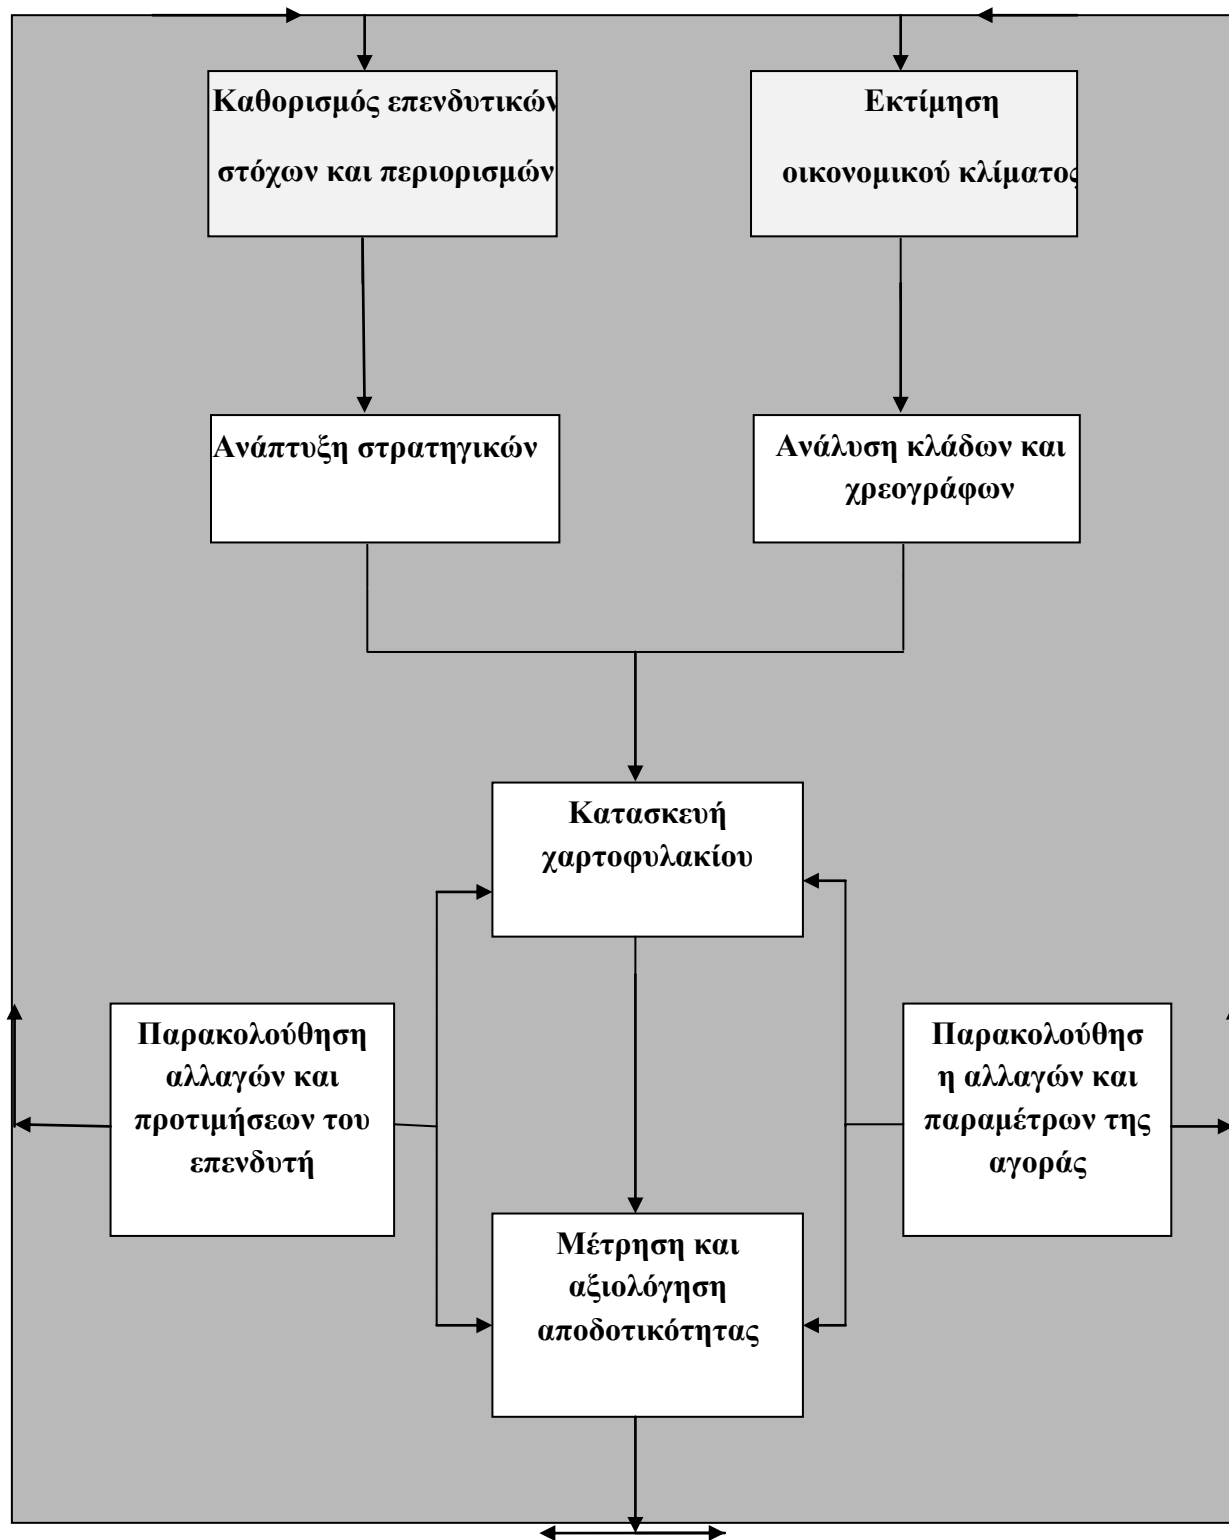 Καθορισμός επενδυτικών
στόχων και περιορισμών
Εκτίμηση
οικονομικού κλίματος
Ανάπτυξη στρατηγικών
Ανάλυση κλάδων και
χρεογράφων
Κατασκευή
χαρτοφυλακίου
Παρακολούθηση
αλλαγών και
προτιμήσεων του
επενδυτή
Παρακολούθησ
η αλλαγών και
παραμέτρων της
αγοράς
Μέτρηση και
αξιολόγηση
αποδοτικότητας